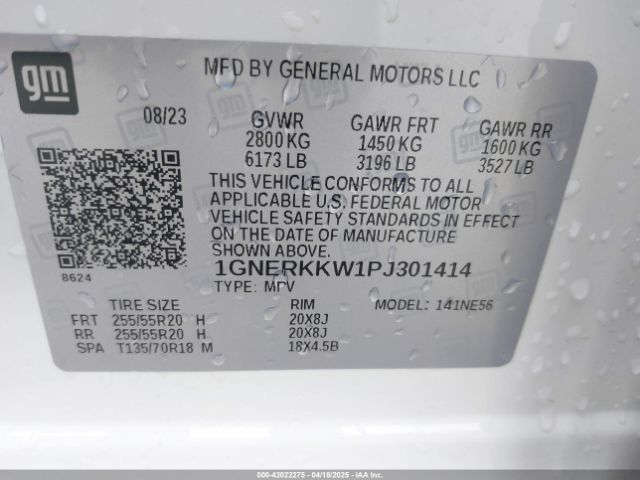 gm
MFD BY GENERAL MOTORS LLC
08/23 GVWR GAWR FRT GAWR RR
2800 KG 1450 KG 1600 KG
6173 LB 3196 LB 3527 LB
THIS VEHICLE CONFORMS TO ALL
APPLICABLE U.S. FEDERAL MOTOR
VEHICLE SAFETY STANDARDS IN EFFECT
ON THE DATE OF MANUFACTURE
SHOWN ABOVE.
8624 1GNERKKW1PJ301414
TYPE: MPV MODEL: 141NE56
TIRE SIZE RIM
FRT 255/55R20 H 20X8J
RR 255/55R20 H 20X8J
SPA T135/70R18 M 18X4.5B
000-42022275 - 04/18/2025 - IAAI Inc. (USA)